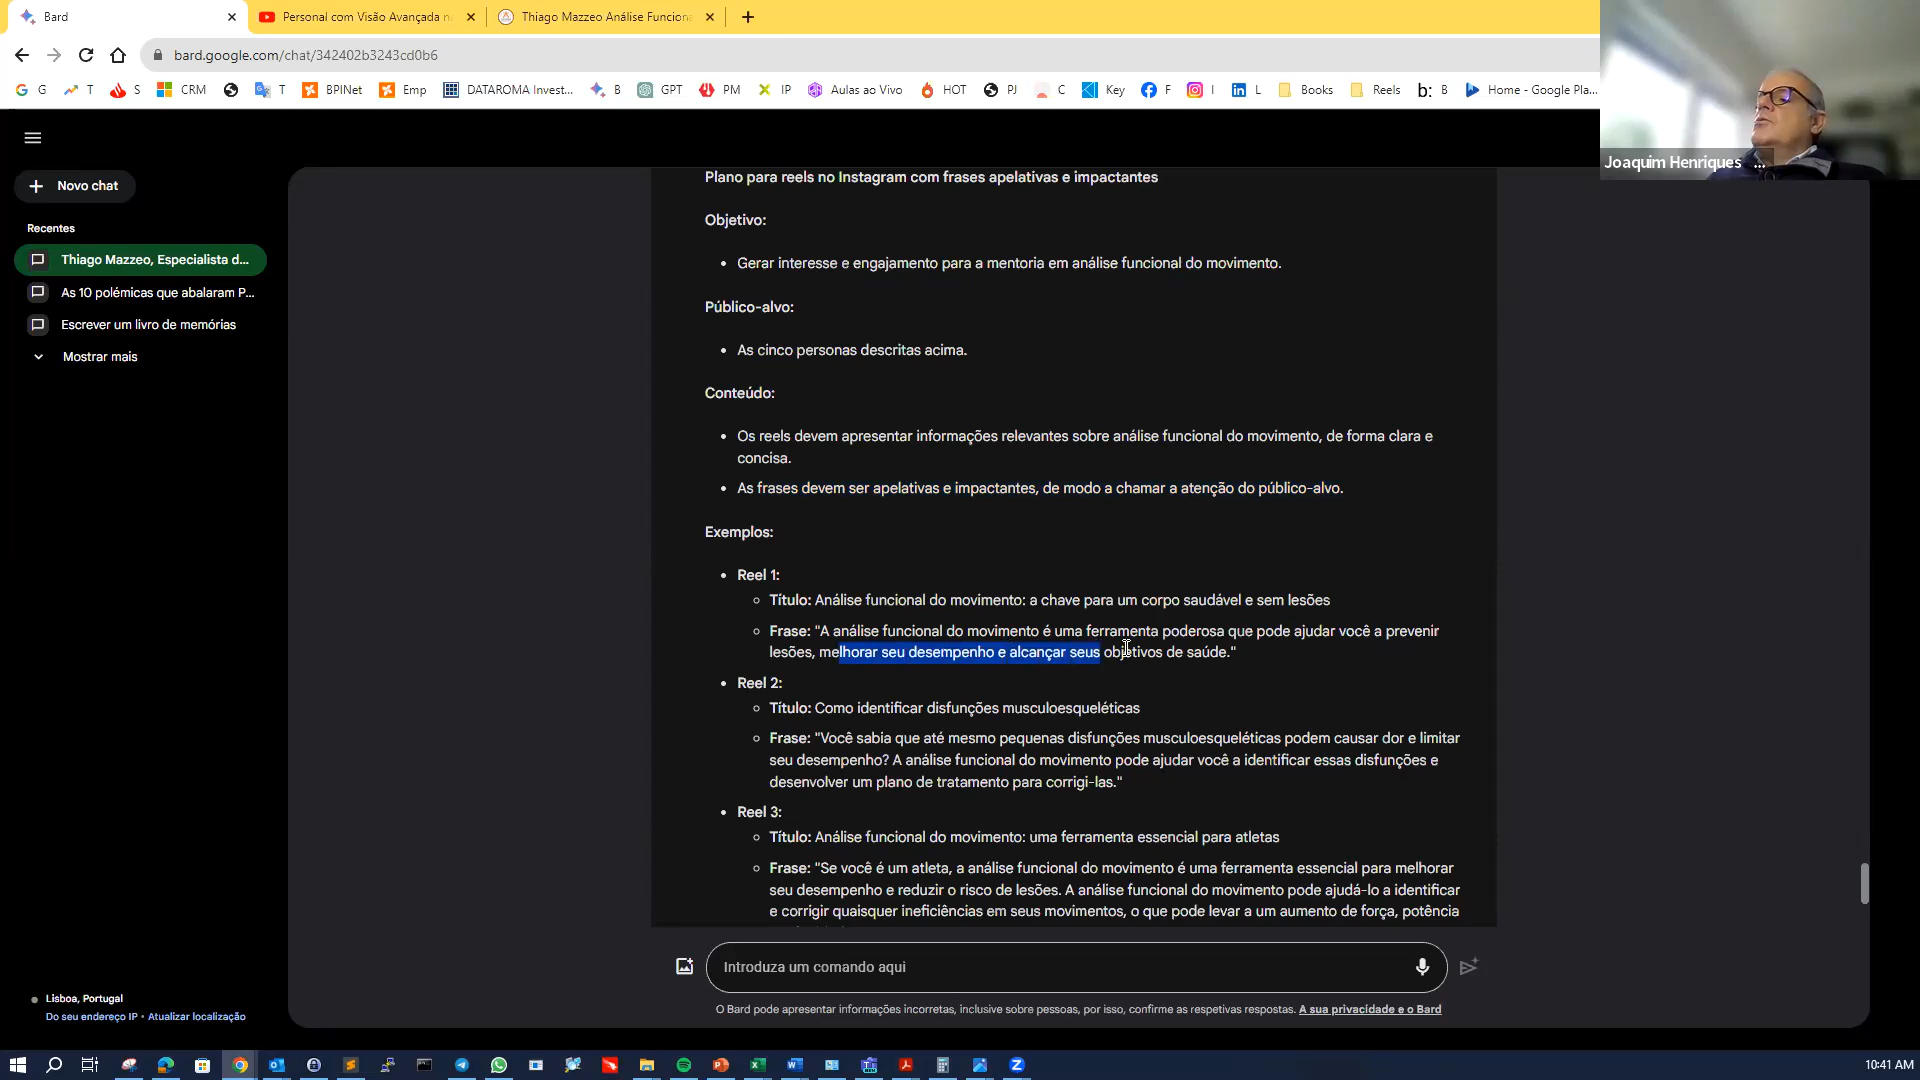 Bard
Personal com Visão Avançada n
Thiago Mazzeo Análise Funciona
bard.google.com/chat/342402b3243cd0b6
G
T
S
CRM
T
BPINet
Emp
DATAROMA Invest...
B
GPT
PM
IP
Aulas ao Vivo
HOT
PJ
C
Key
F
I
L
Books
Reels
b: B
Home - Google Pla...
Joaquim Henriques ...
Novo chat
Recentes
Thiago Mazzeo, Especialista d...
As 10 polémicas que abalaram P...
Escrever um livro de memórias
Mostrar mais
Plano para reels no Instagram com frases apelativas e impactantes
Objetivo:
• Gerar interesse e engajamento para a mentoria em análise funcional do movimento.
Público-alvo:
• As cinco personas descritas acima.
Conteúdo:
• Os reels devem apresentar informações relevantes sobre análise funcional do movimento, de forma clara e
concisa.
• As frases devem ser apelativas e impactantes, de modo a chamar a atenção do público-alvo.
Exemplos:
• Reel 1:
○ Título: Análise funcional do movimento: a chave para um corpo saudável e sem lesões
○ Frase: "A análise funcional do movimento é uma ferramenta poderosa que pode ajudar você a prevenir
lesões, melhorar seu desempenho e alcançar seus objetivos de saúde."
• Reel 2:
○ Título: Como identificar disfunções musculoesqueléticas
○ Frase: "Você sabia que até mesmo pequenas disfunções musculoesqueléticas podem causar dor e limitar
seu desempenho? A análise funcional do movimento pode ajudar você a identificar essas disfunções e
desenvolver um plano de tratamento para corrigi-las."
• Reel 3:
○ Título: Análise funcional do movimento: uma ferramenta essencial para atletas
○ Frase: "Se você é um atleta, a análise funcional do movimento é uma ferramenta essencial para melhorar
seu desempenho e reduzir o risco de lesões. A análise funcional do movimento pode ajudá-lo a identificar
e corrigir quaisquer ineficiências em seus movimentos, o que pode levar a um aumento de força, potência
Introduza um comando aqui
O Bard pode apresentar informações incorretas, inclusive sobre pessoas, por isso, confirme as respetivas respostas. A sua privacidade e o Bard
Lisboa, Portugal
Do seu endereço IP • Atualizar localização
10:41 AM